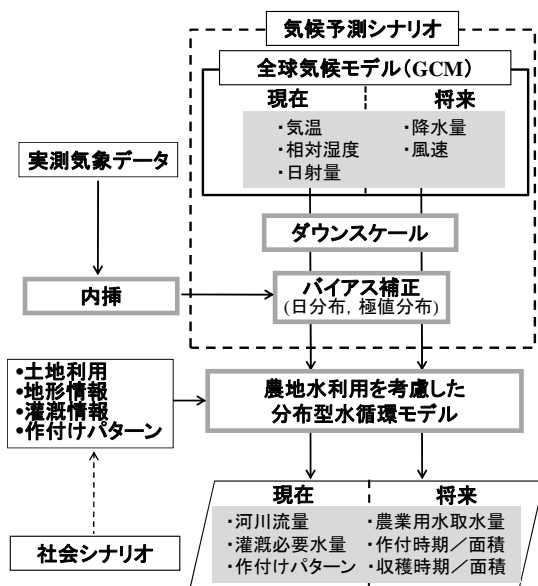 気候予測シナリオ
全球気候モデル(GCM)
現在 将来
・気温 ・降水量
・相対湿度 ・風速
・日射量
実測気象データ
ダウンスケール
内挿
バイアス補正
(日分布, 極値分布)
•土地利用
•地形情報
•灌漑情報
•作付けパターン
農地水利用を考慮した
分布型水循環モデル
社会シナリオ
現在 将来
・河川流量 ・農業用水取水量
・灌漑必要水量 ・作付時期／面積
・作付けパターン ・収穫時期／面積